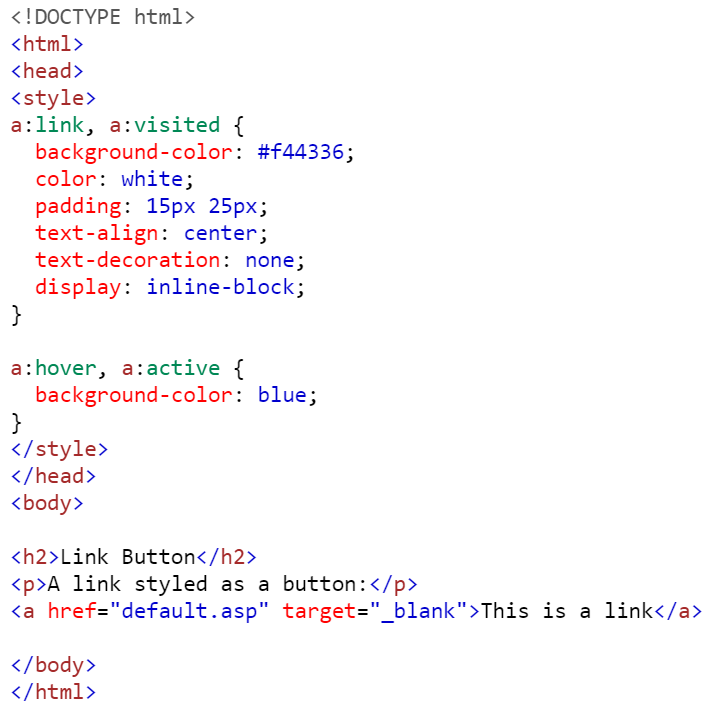 <!DOCTYPE html>
<html>
<head>
<style>
a:link, a:visited {
  background-color: #f44336;
  color: white;
  padding: 15px 25px;
  text-align: center;
  text-decoration: none;
  display: inline-block;
}

a:hover, a:active {
  background-color: blue;
}
</style>
</head>
<body>

<h2>Link Button</h2>
<p>A link styled as a button:</p>
<a href="default.asp" target="_blank">This is a link</a>

</body>
</html>